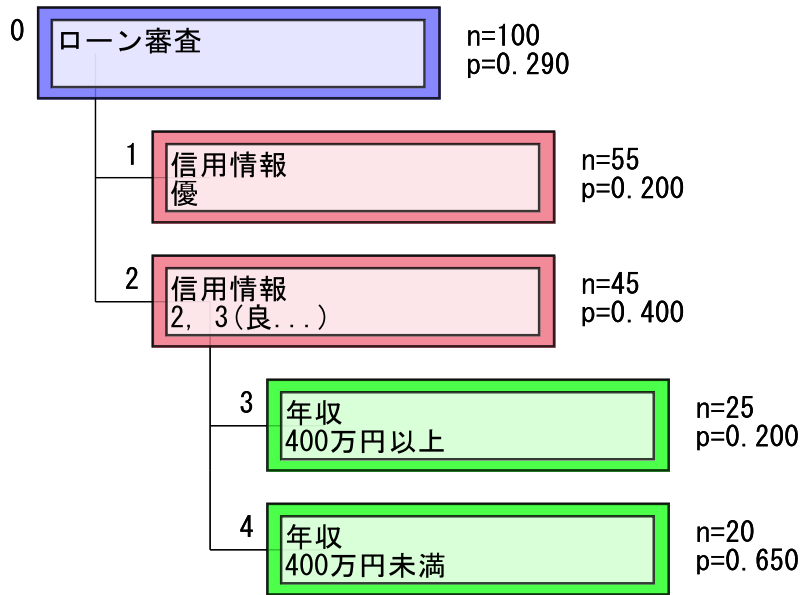 0
ローン審査
n=100
p=0.290
1
信用情報
優
n=55
p=0.200
2
信用情報
2, 3(良...)
n=45
p=0.400
3
年収
400万円以上
n=25
p=0.200
4
年収
400万円未満
n=20
p=0.650